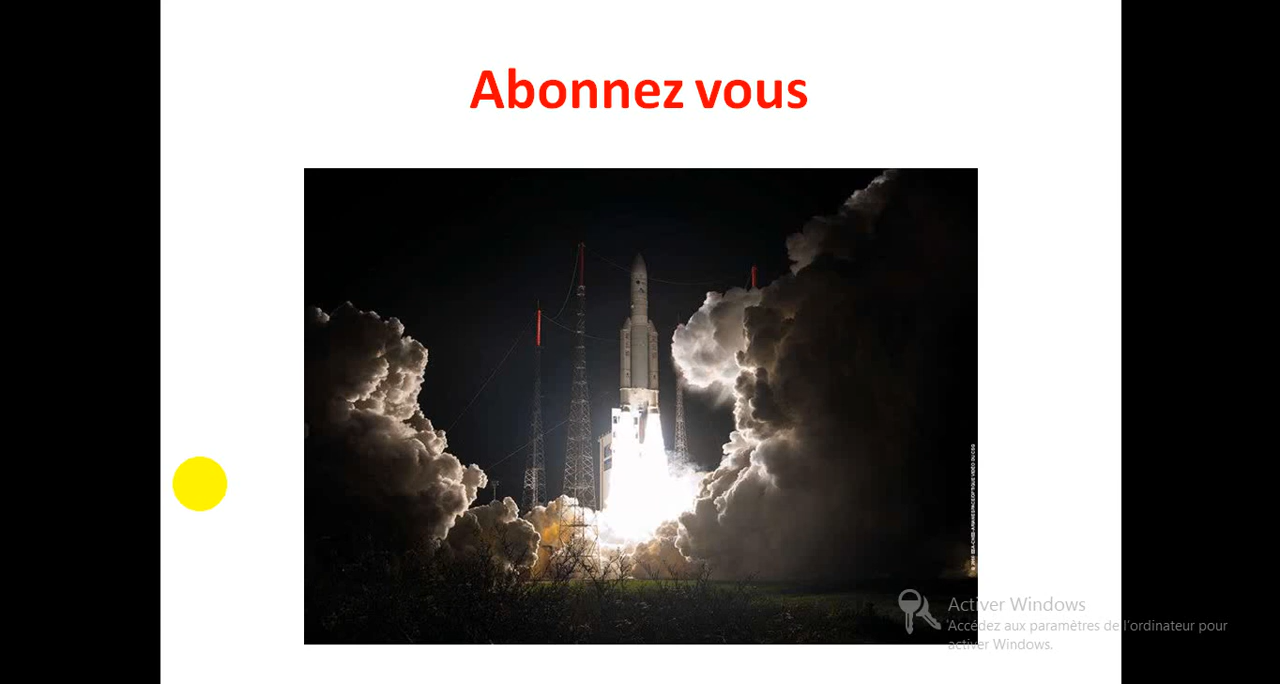 Abonnez vous
Activer Windows
Accédez aux paramètres de l'ordinateur pour
activer Windows.